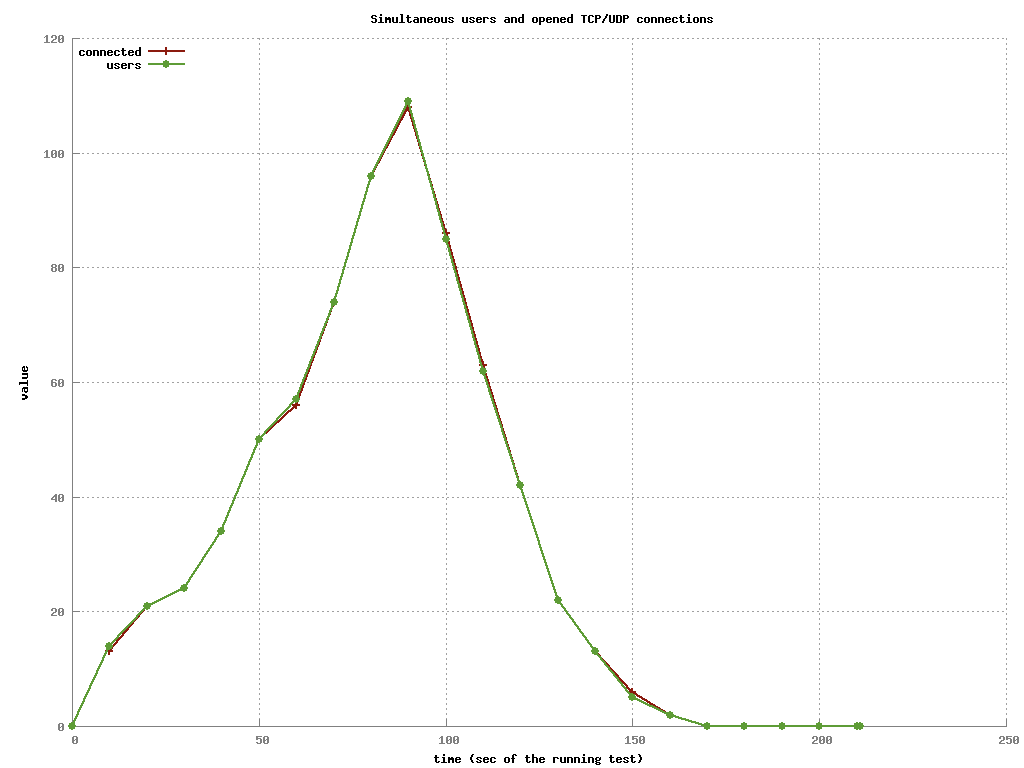 Simultaneous users and opened TCP/UDP connections
120
connected
users
100
80
value
60
40
20
0
0 50 100 150 200 250
time (sec of the running test)